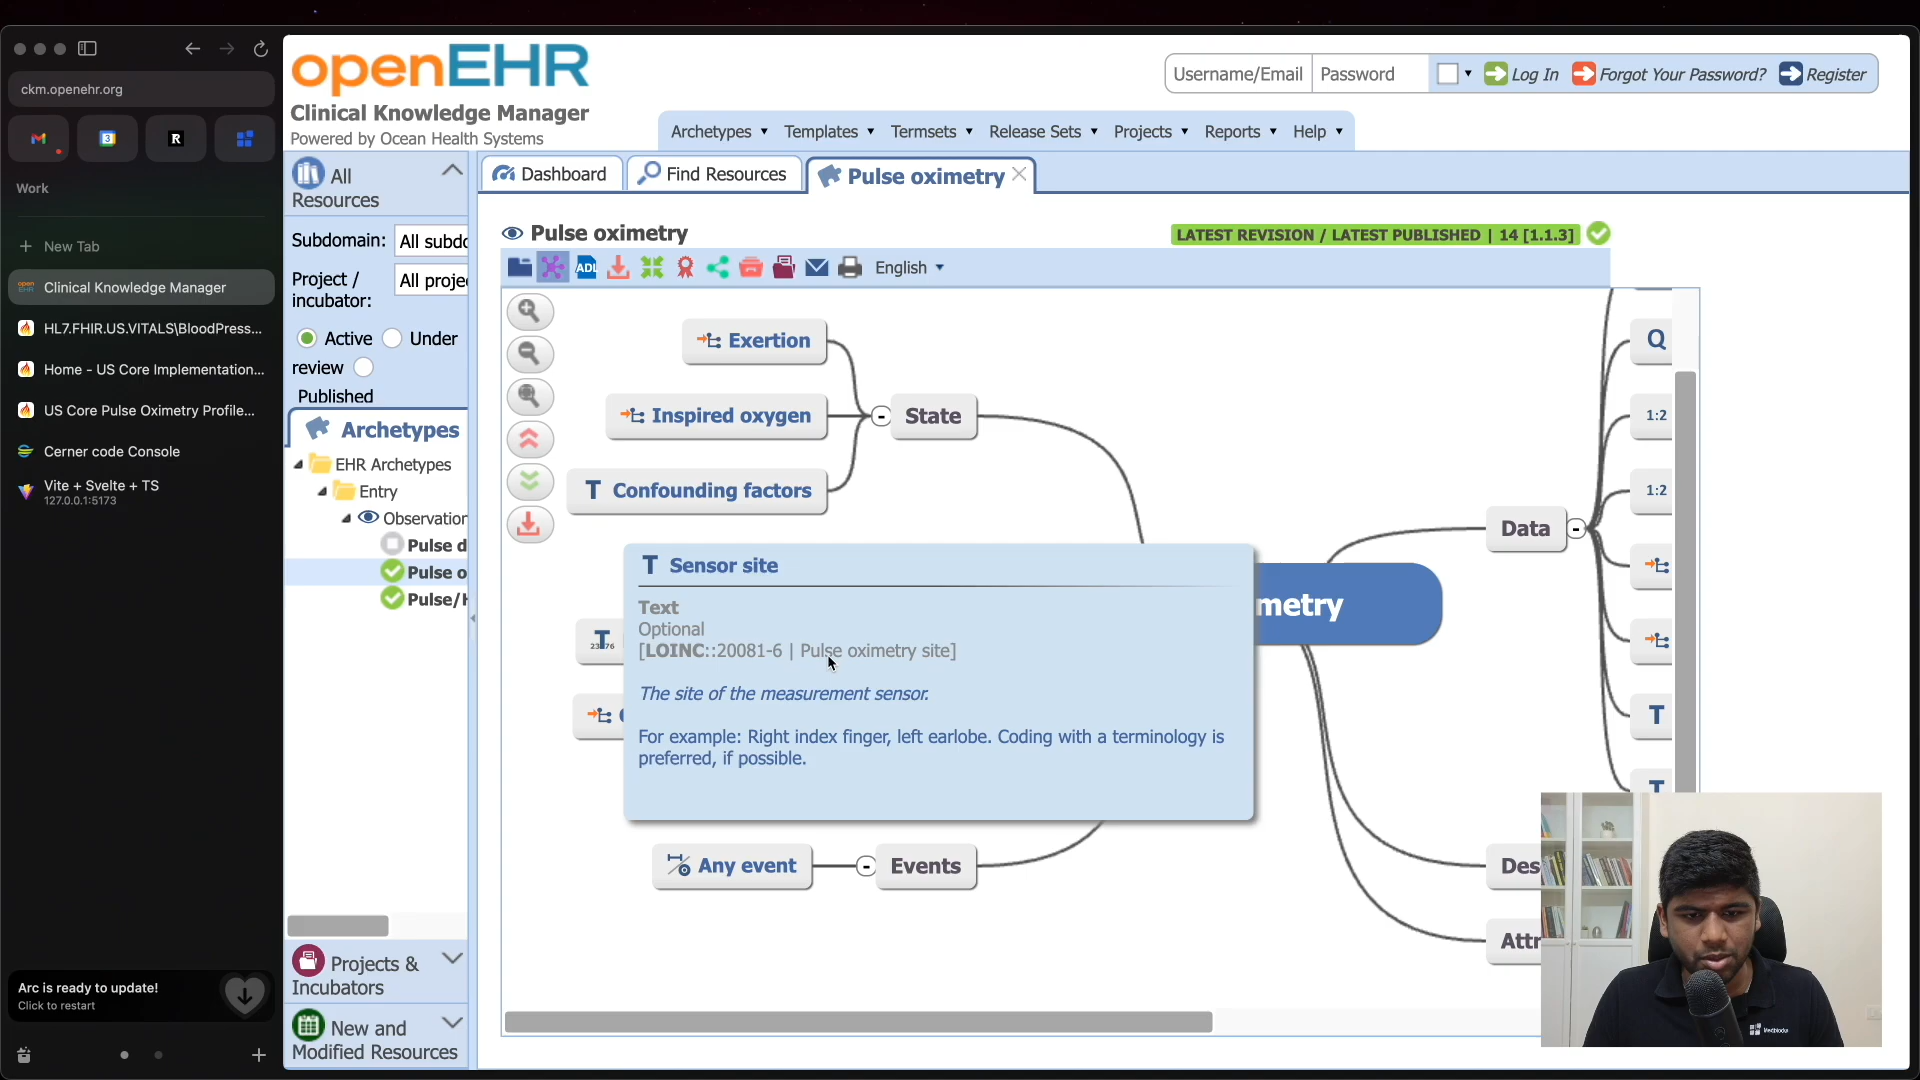 ckm.openehr.org
Work
New Tab
Clinical Knowledge Manager
HL7.FHIR.US.VITALS\BloodPress...
Home - US Core Implementation...
US Core Pulse Oximetry Profile...
Cerner code Console
Vite + Svelte + TS
127.0.0.1:5173
Arc is ready to update!
Click to restart
openEHR
Clinical Knowledge Manager
Powered by Ocean Health Systems
Username/Email Password Log In Forgot Your Password? Register
Archetypes Templates Termsets Release Sets Projects Reports Help
All
Resources
Subdomain: All subdo
Project / All proje
incubator:
Active Under
review
Published
Archetypes
EHR Archetypes
Entry
Observation
Pulse d
Pulse o
Pulse/H
Projects &
Incubators
New and
Modified Resources
Dashboard Find Resources Pulse oximetry
Pulse oximetry
LATEST REVISION / LATEST PUBLISHED | 14 [1.1.3]
ADL English
Exertion
Inspired oxygen
State
T Confounding factors
T Sensor site
Text
Optional
[LOINC::20081-6 | Pulse oximetry site]
The site of the measurement sensor.
For example: Right index finger, left earlobe. Coding with a terminology is
preferred, if possible.
metry
Any event
Events
Data
Q
1:2
1:2
T
T
Des
Attr
Medblocks